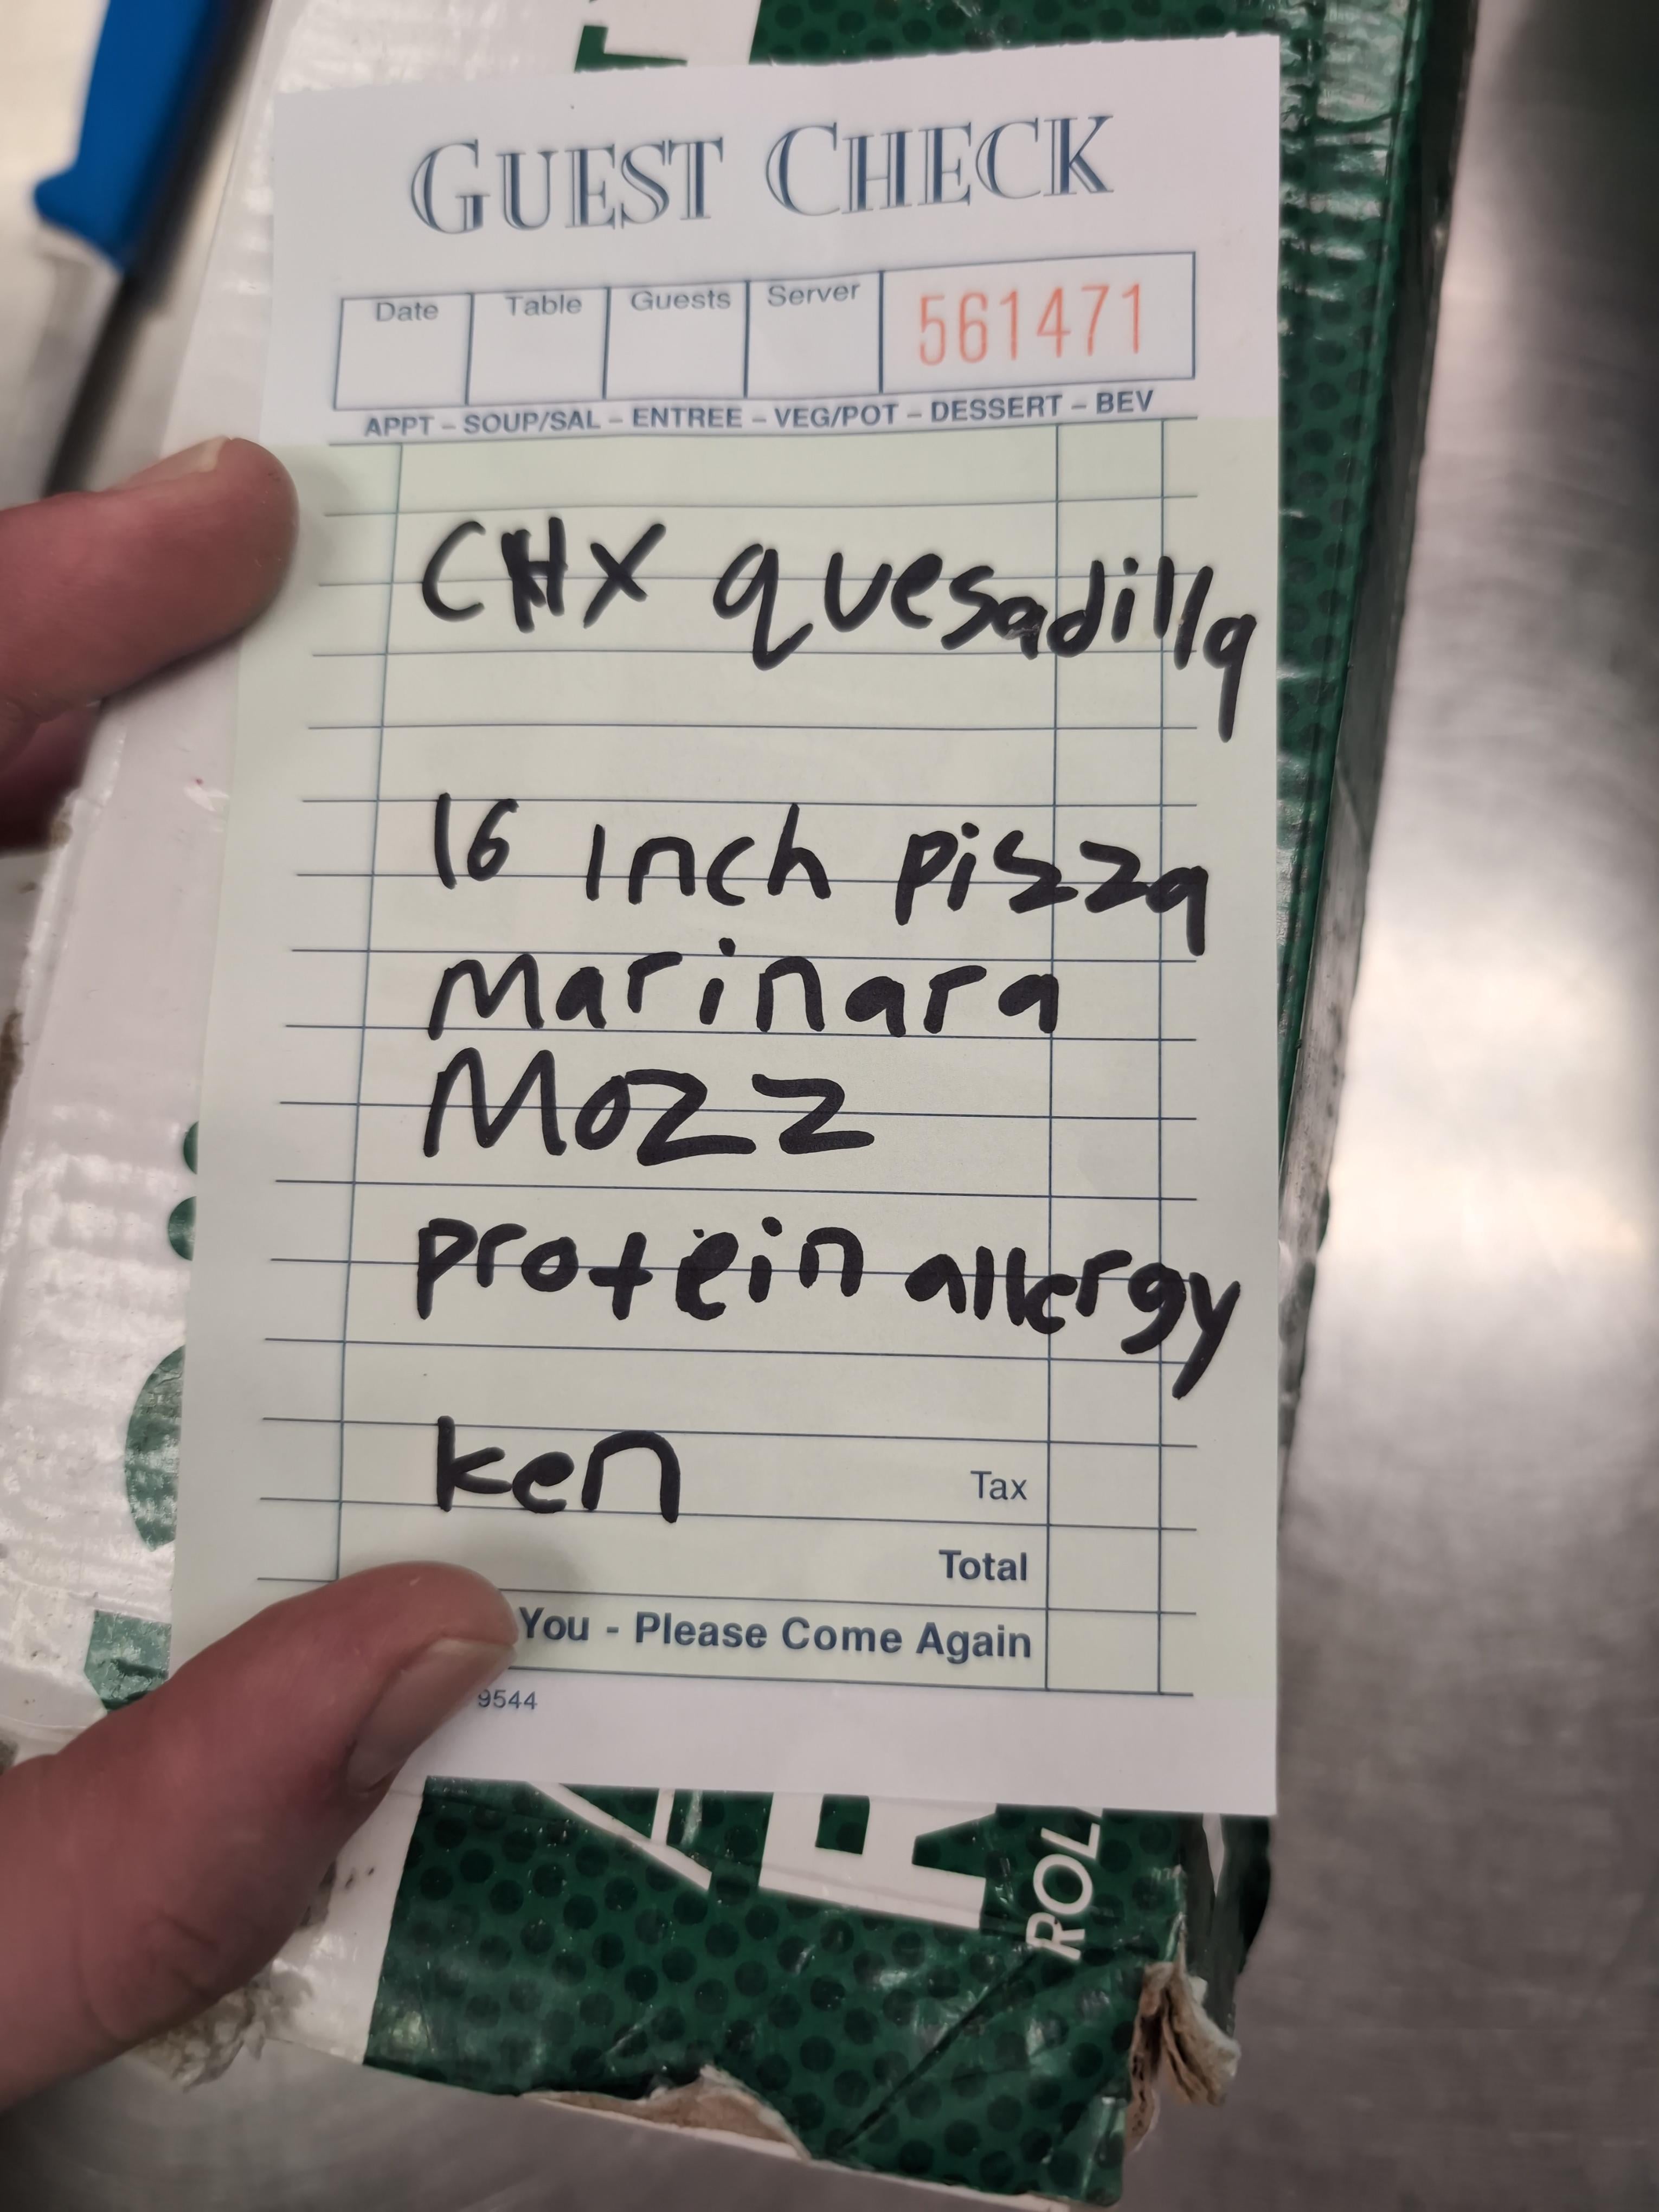 GUEST CHECK
Date Table Guests Server 561471
APPT – SOUP/SAL – ENTREE – VEG/POT – DESSERT – BEV
CHX quesadilla
16 Inch pizza
Marinara
Mozz
protein allergy
ken
Tax
Total
You - Please Come Again
9544
ROL